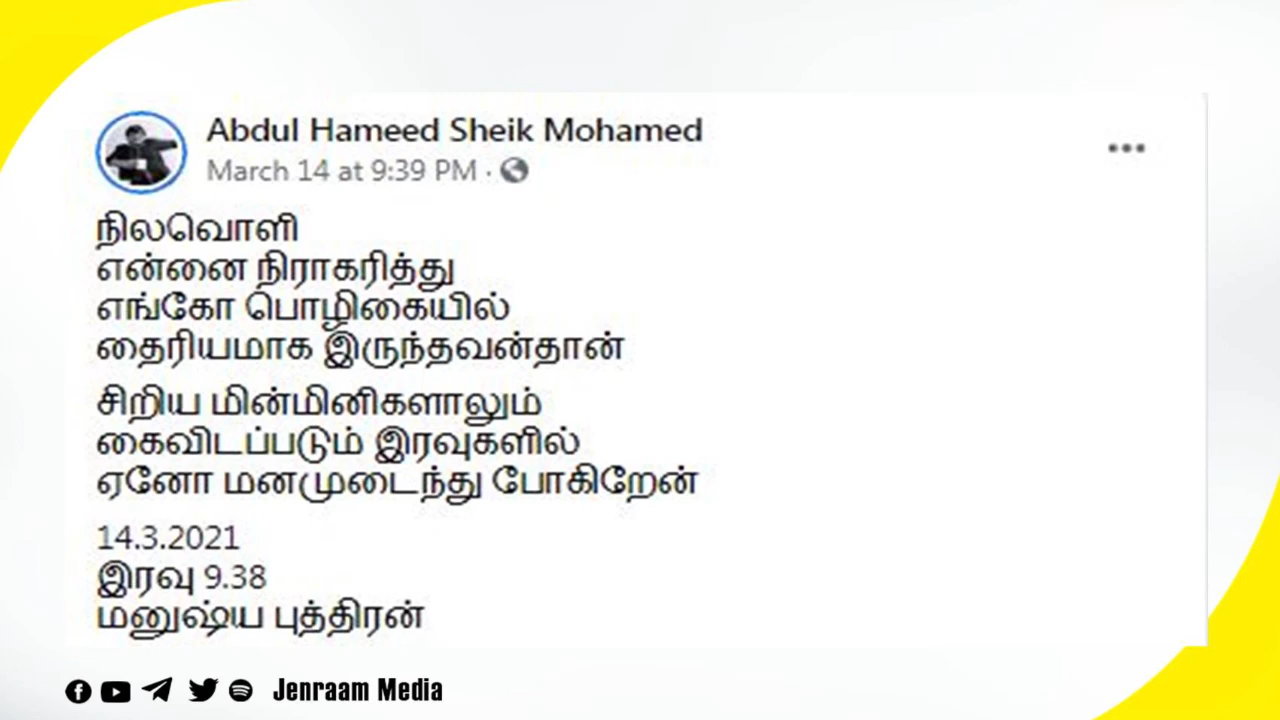 Abdul Hameed Sheik Mohamed
March 14 at 9:39 PM ·
நிலவொளி
என்னை நிராகரித்து
எங்கோ பொழிகையில்
தைரியமாக இருந்தவன்தான்
சிறிய மின்மினிகளாலும்
கைவிடப்படும் இரவுகளில்
ஏனோ மனமுடைந்து போகிறேன்
14.3.2021
இரவு 9.38
மனுஷ்ய புத்திரன்
Jenraam Media